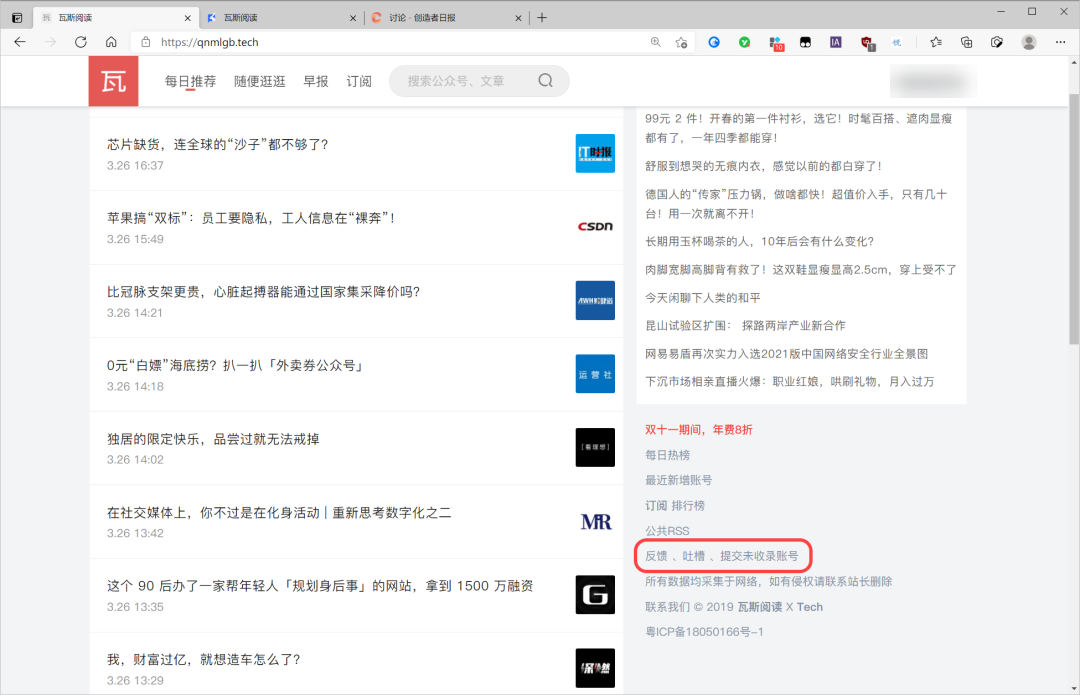 瓦斯阅读
瓦斯阅读
讨论 - 创造者日报
https://qnmlgb.tech
10
IA
1
瓦
每日推荐
随便逛逛
早报
订阅
搜索公众号、文章
芯片缺货，连全球的“沙子”都不够了？
3.26 16:37
IT时报
苹果搞“双标”：员工要隐私，工人信息在“裸奔”！
3.26 15:49
CSDN
比冠脉支架更贵，心脏起搏器能通过国家集采降价吗？
3.26 14:21
0元“白嫖”海底捞？扒一扒「外卖券公众号」
3.26 14:18
运营社
独居的限定快乐，品尝过就无法戒掉
3.26 14:02
[看理想]
在社交媒体上，你不过是在化身活动 | 重新思考数字化之二
3.26 13:42
MR
这个 90 后办了一家帮年轻人「规划身后事」的网站，拿到 1500 万融资
3.26 13:35
G
我，财富过亿，就想造车怎么了？
3.26 13:29
99元 2 件！开春的第一件衬衫，选它！时髦百搭、遮肉显瘦
都有了，一年四季都能穿！
舒服到想哭的无痕内衣，感觉以前的都白穿了！
德国人的“传家”压力锅，做啥都快！超值价入手，只有几十
台！用一次就离不开！
长期用玉杯喝茶的人，10年后会有什么变化？
肉脚宽脚高脚背有救了！这双鞋显瘦显高2.5cm，穿上受不了
今天闲聊下人类的和平
昆山试验区扩围： 探路两岸产业新合作
网易易盾再次实力入选2021版中国网络安全行业全景图
下沉市场相亲直播火爆：职业红娘，哄刷礼物，月入过万
双十一期间，年费8折
每日热榜
最近新增账号
订阅 排行榜
公共RSS
反馈 、吐槽 、提交未收录账号
所有数据均采集于网络，如有侵权请联系站长删除
联系我们 © 2019 瓦斯阅读 X Tech
粤ICP备18050166号-1